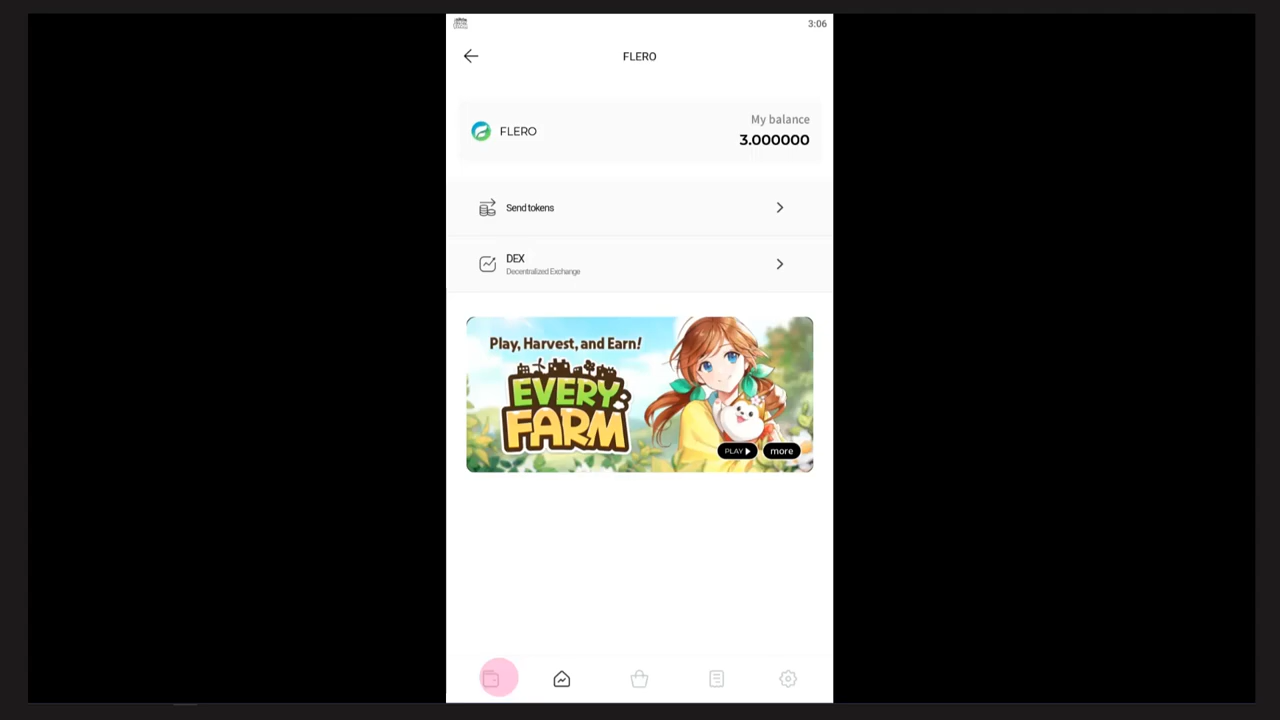 3:06
FLERO
FLERO
My balance
3.000000
Send tokens
DEX
Decentralized Exchange
Play, Harvest, and Earn!
EVERY
FARM
PLAY
more